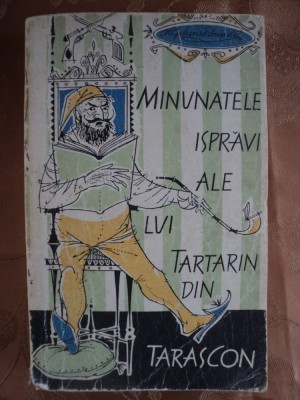 MINUNATELE
ISPRĂVI
ALE
LUI
TARTARIN
DIN
TARASCON